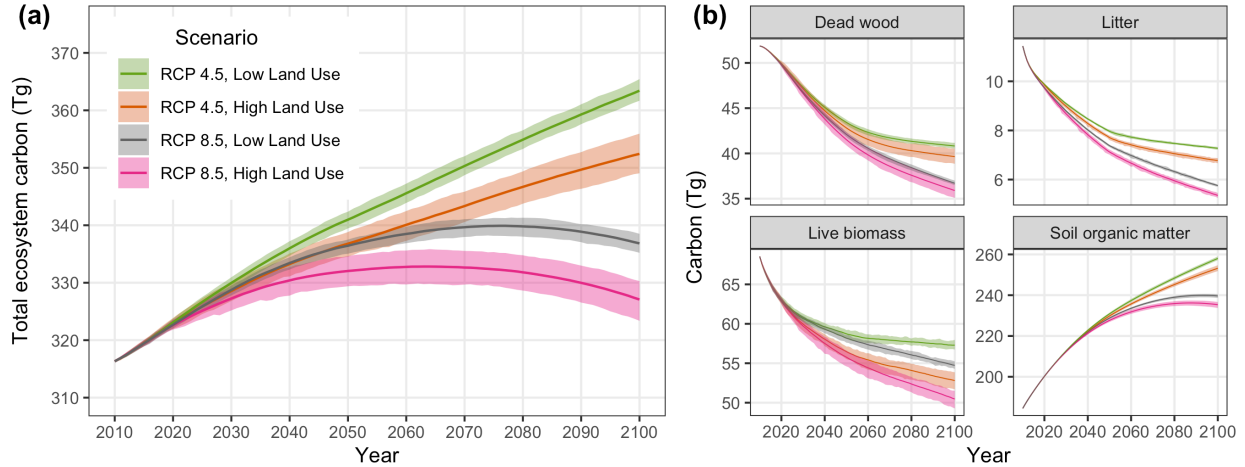 (a)
Total ecosystem carbon (Tg)
370
360
350
340
330
320
310
Scenario
RCP 4.5, Low Land Use
RCP 4.5, High Land Use
RCP 8.5, Low Land Use
RCP 8.5, High Land Use
2010 2020 2030 2040 2050 2060 2070 2080 2090 2100
Year
(b)
Carbon (Tg)
Dead wood
50
45
40
35
Litter
10
8
6
Live biomass
65
60
55
50
2020 2040 2060 2080 2100
Soil organic matter
260
240
220
200
2020 2040 2060 2080 2100
Year